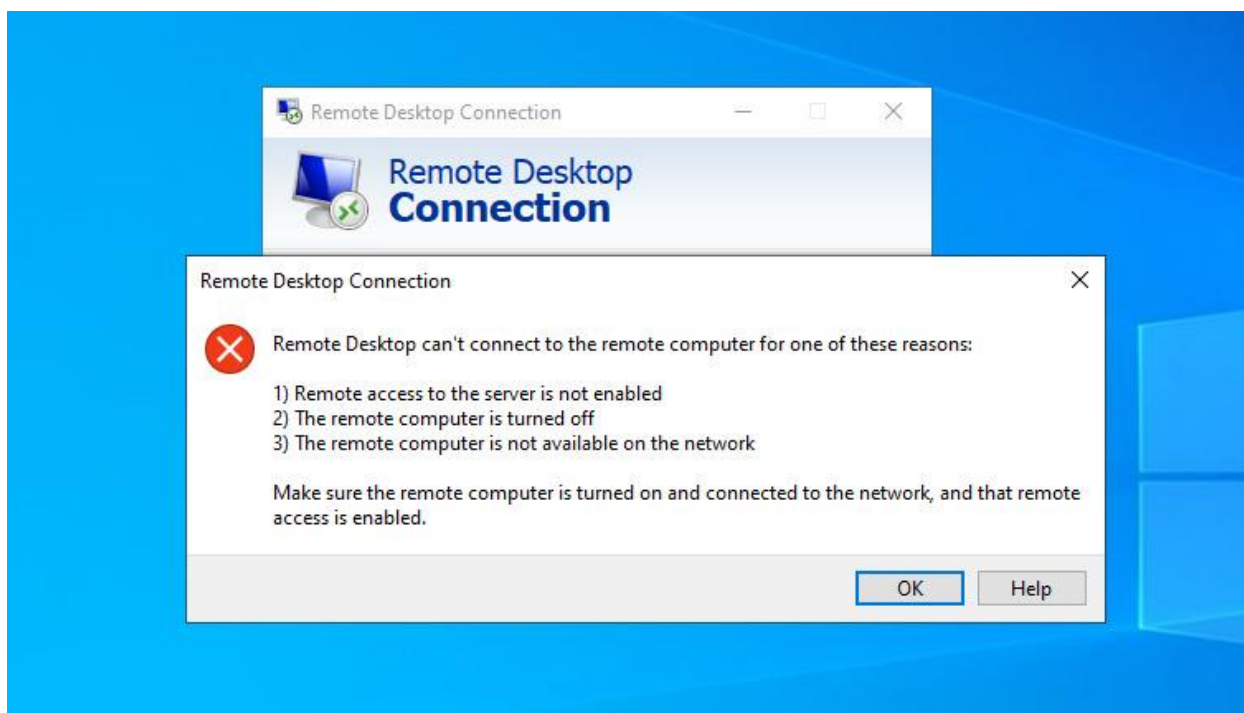 Remote Desktop Connection
Remote Desktop
Connection
Remote Desktop Connection
Remote Desktop can't connect to the remote computer for one of these reasons:
1) Remote access to the server is not enabled
2) The remote computer is turned off
3) The remote computer is not available on the network
Make sure the remote computer is turned on and connected to the network, and that remote
access is enabled.
OK
Help